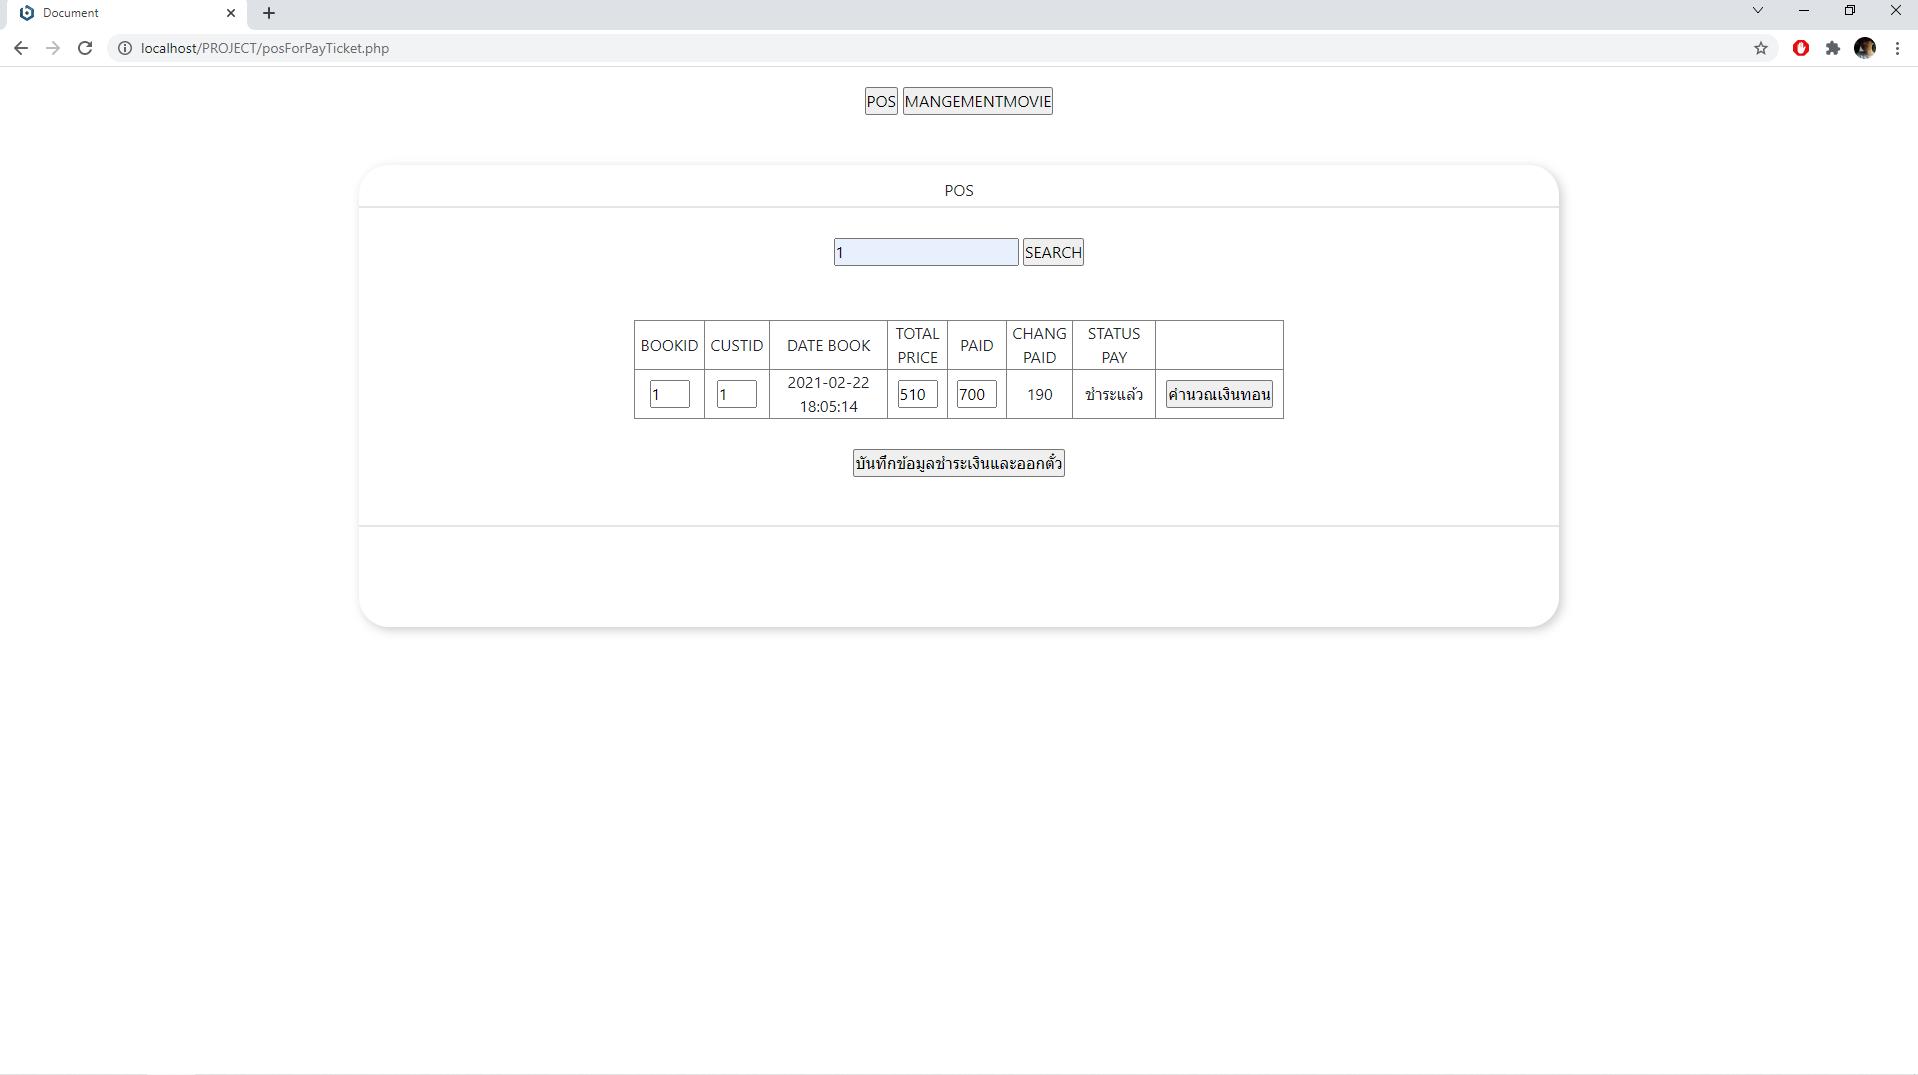 Document
localhost/PROJECT/posForPayTicket.php
POS MANGEMENTMOVIE
POS
1 SEARCH
BOOKID CUSTID DATE BOOK TOTAL PRICE PAID CHANG PAID STATUS PAY
1 1 2021-02-22 18:05:14 510 700 190 ชำระแล้ว คำนวณเงินทอน
บันทึกข้อมูลชำระเงินและออกตั๋ว